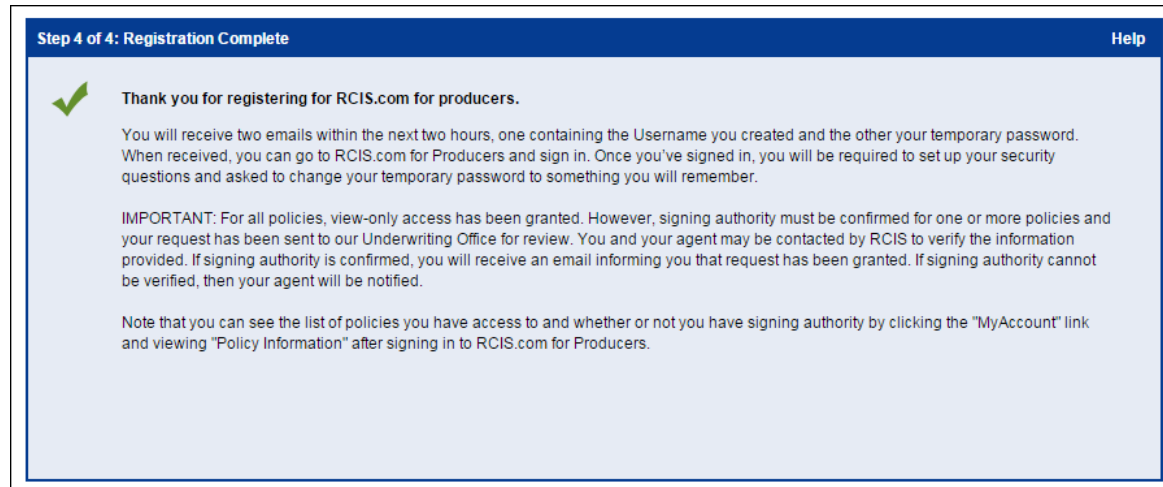 Step 4 of 4: Registration Complete Help
Thank you for registering for RCIS.com for producers.
You will receive two emails within the next two hours, one containing the Username you created and the other your temporary password.
When received, you can go to RCIS.com for Producers and sign in. Once you've signed in, you will be required to set up your security
questions and asked to change your temporary password to something you will remember.
IMPORTANT: For all policies, view-only access has been granted. However, signing authority must be confirmed for one or more policies and
your request has been sent to our Underwriting Office for review. You and your agent may be contacted by RCIS to verify the information
provided. If signing authority is confirmed, you will receive an email informing you that request has been granted. If signing authority cannot
be verified, then your agent will be notified.
Note that you can see the list of policies you have access to and whether or not you have signing authority by clicking the "MyAccount" link
and viewing "Policy Information" after signing in to RCIS.com for Producers.